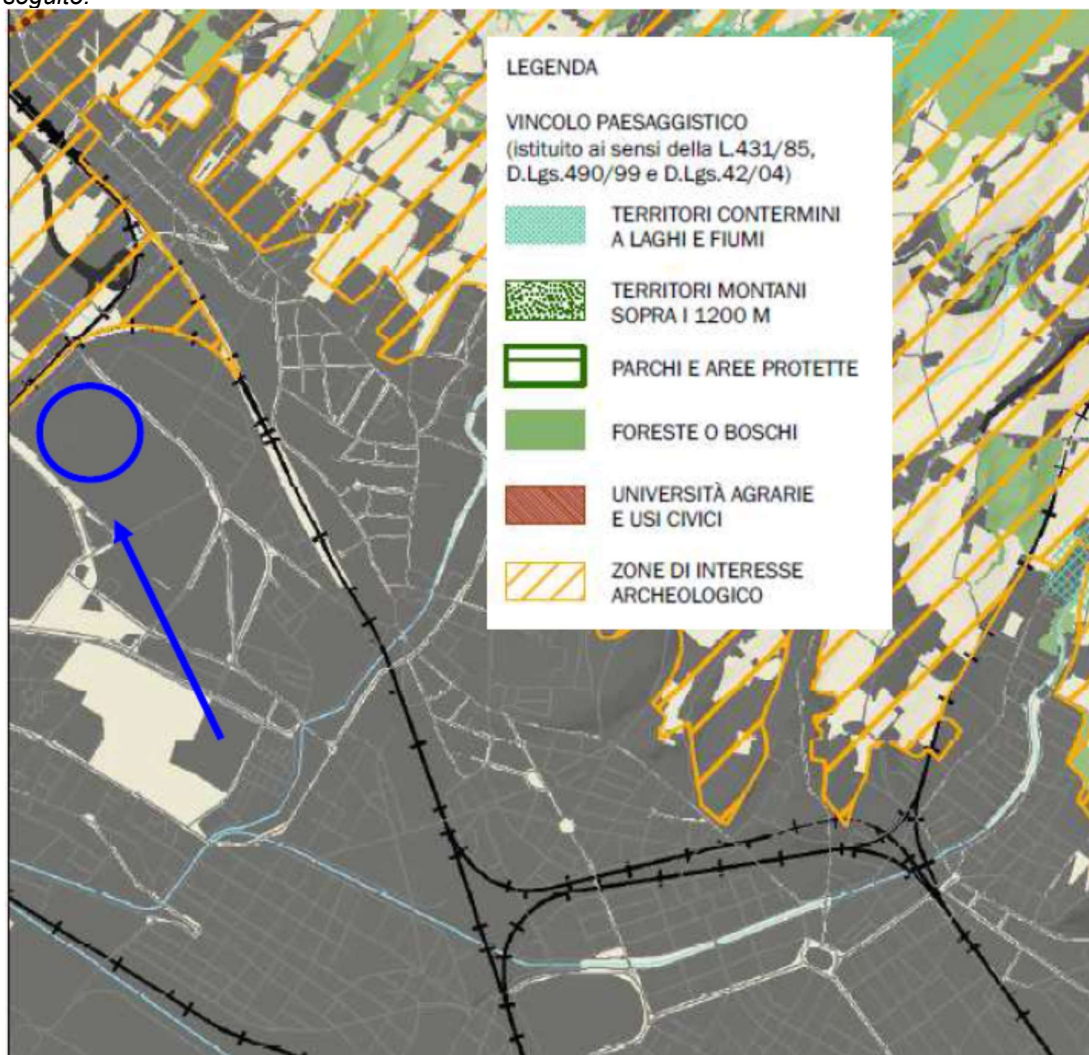 seguito.
LEGENDA
VINCOLO PAESAGGISTICO
(istituito ai sensi della L.431/85,
D.Lgs.490/99 e D.Lgs.42/04)
TERRITORI CONTERMINI
A LAGHI E FIUMI
TERRITORI MONTANI
SOPRA I 1200 M
PARCHI E AREE PROTETTE
FORESTE O BOSCHI
UNIVERSITÀ AGRARIE
E USI CIVICI
ZONE DI INTERESSE
ARCHEOLOGICO